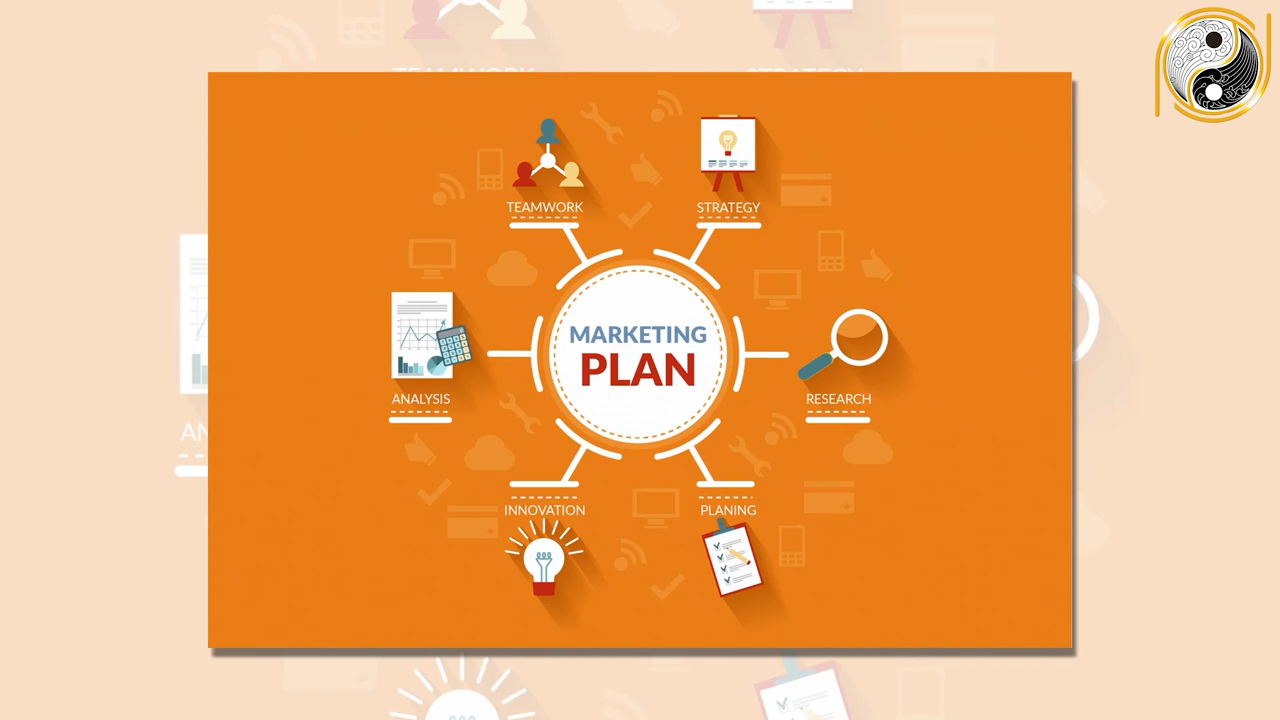 TEAMWORK
STRATEGY
MARKETING
PLAN
ANALYSIS
RESEARCH
INNOVATION
PLANING